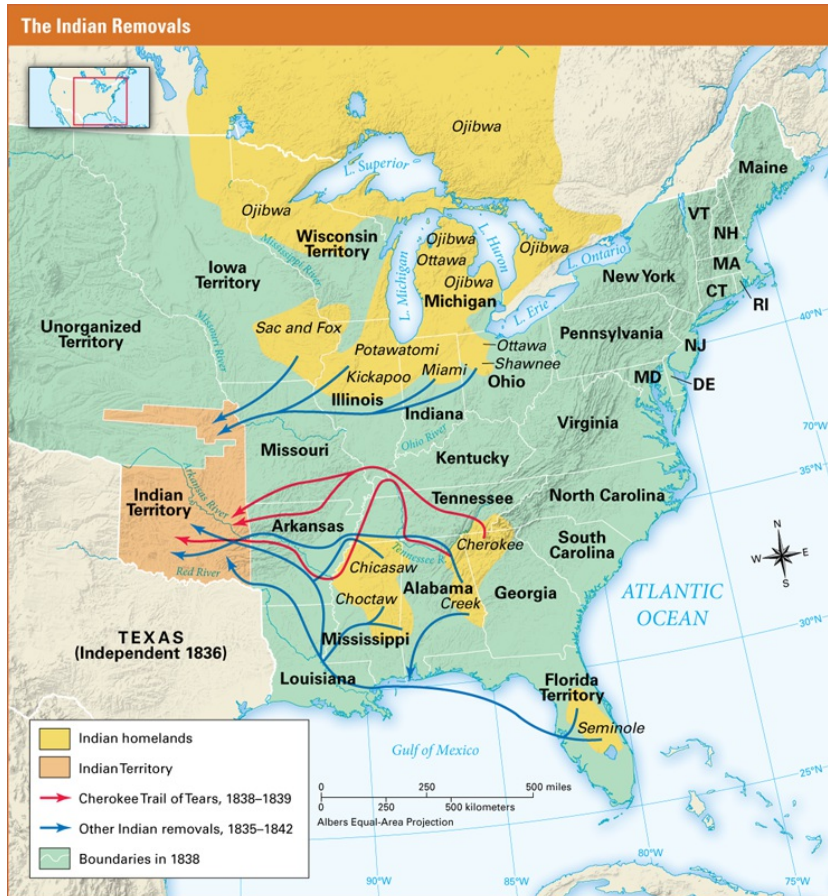 The Indian Removals
Ojibwa
L. Superior
Maine
Ojibwa
Wisconsin
Territory
Mississippi River
Ojibwa
Ottawa
Ojibwa
Michigan
L. Michigan
L. Huron
Ojibwa
L. Ontario
L. Erie
VT
NH
MA
CT
RI
New York
Iowa
Territory
Unorganized
Territory
Missouri River
Sac and Fox
Potawatomi
Kickapoo
Miami
Ottawa
Shawnee
Illinois
Indiana
Ohio
Pennsylvania
NJ
MD
DE
40°N
Virginia
70°W
Missouri
Ohio River
Kentucky
35°N
Indian
Territory
Arkansas River
Arkansas
Tennessee
North Carolina
Cherokee
South
Carolina
Tennessee R.
Chicasaw
Red River
Alabama
Georgia
Choctaw
Creek
N
W
E
S
ATLANTIC
OCEAN
Mississippi
30°N
TEXAS
(Independent 1836)
Louisiana
Florida
Territory
Seminole
Gulf of Mexico
25°N
Indian homelands
Indian Territory
Cherokee Trail of Tears, 1838–1839
Other Indian removals, 1835–1842
Boundaries in 1838
0 250 500 miles
0 250 500 kilometers
Albers Equal-Area Projection
90°W
85°W
80°W
75°W